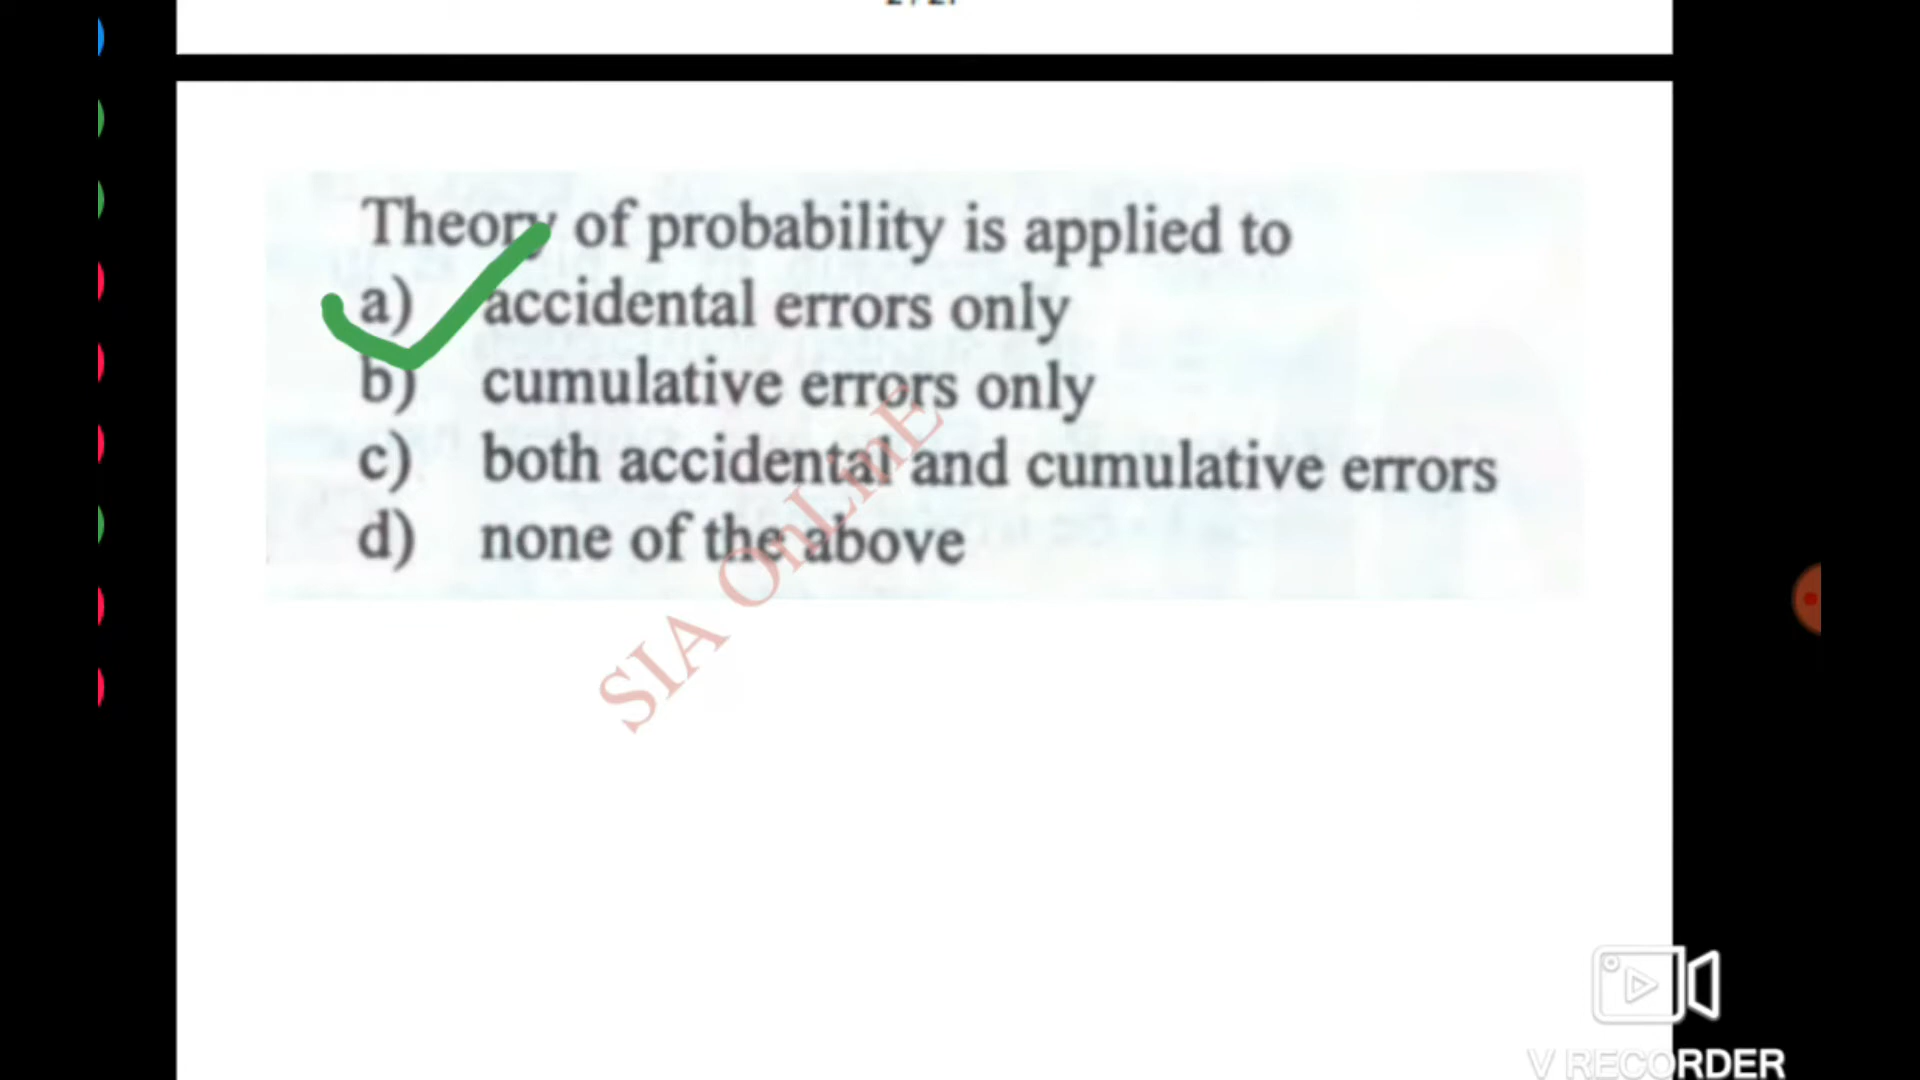 Theory of probability is applied to
a) accidental errors only
b) cumulative errors only
c) both accidental and cumulative errors
d) none of the above
SIA OnLinE
V RECORDER